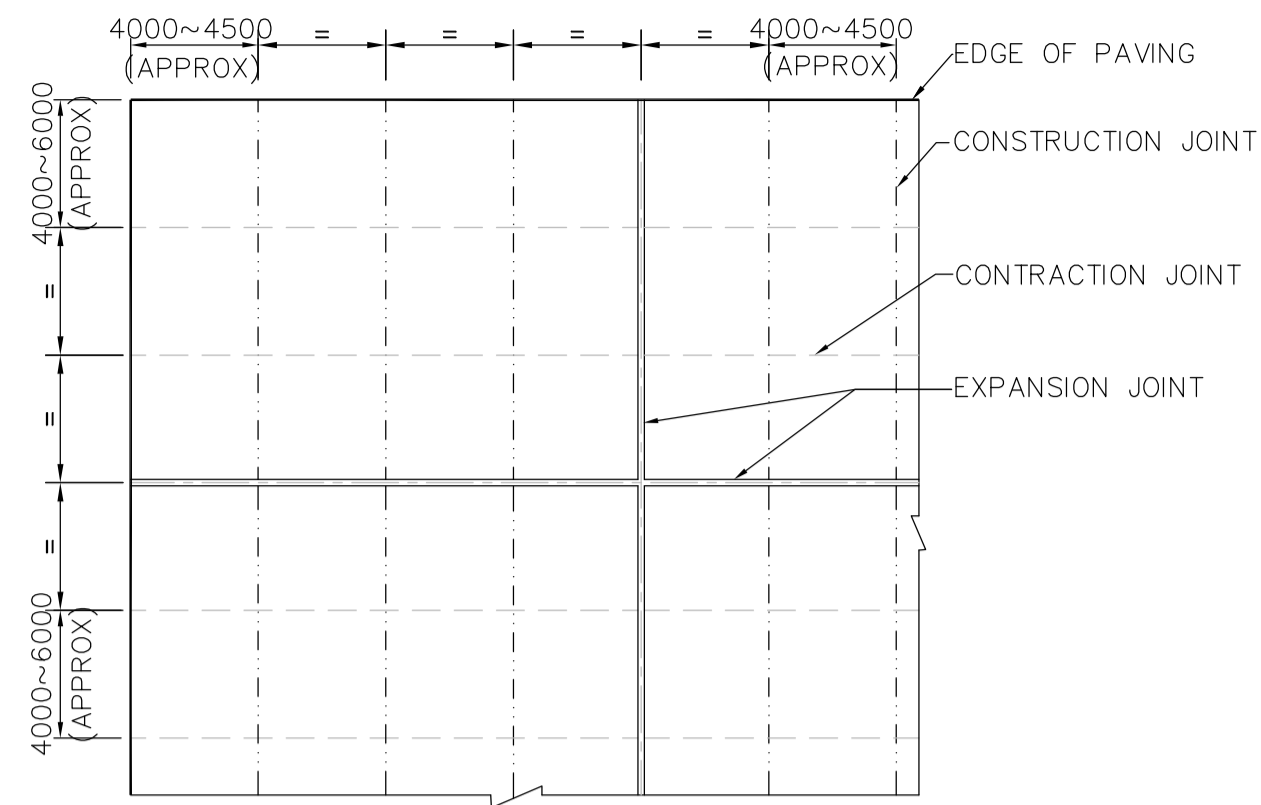 4000~4500 = = = = 4000~4500
(APPROX) (APPROX)
EDGE OF PAVING
4000~6000
(APPROX)
CONSTRUCTION JOINT
=
CONTRACTION JOINT
=
EXPANSION JOINT
=
4000~6000
(APPROX)